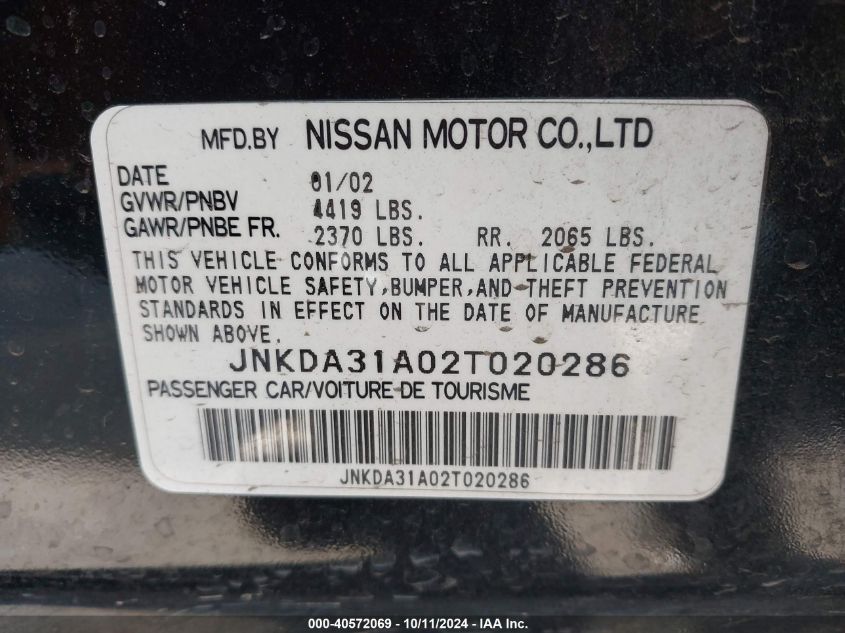 MFD.BY NISSAN MOTOR CO.,LTD
DATE 01/02
GVWR/PNBV 4419 LBS.
GAWR/PNBE FR. 2370 LBS. RR. 2065 LBS.
THIS VEHICLE CONFORMS TO ALL APPLICABLE FEDERAL
MOTOR VEHICLE SAFETY,BUMPER,AND THEFT PREVENTION
STANDARDS IN EFFECT ON THE DATE OF MANUFACTURE
SHOWN ABOVE.
JNKDA31A02T020286
PASSENGER CAR/VOITURE DE TOURISME
JNKDA31A02T020286
000-40572069 - 10/11/2024 - IAA Inc.